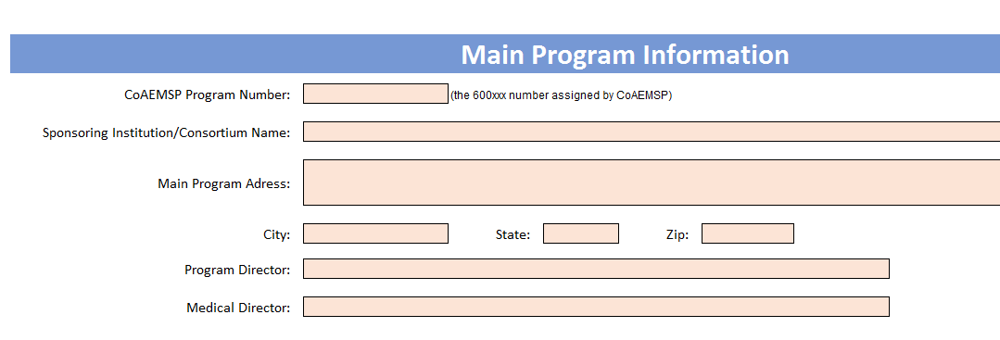 Main Program Information
CoAEMSP Program Number: (the 600xxx number assigned by CoAEMSP)
Sponsoring Institution/Consortium Name:
Main Program Adress:
City: State: Zip:
Program Director:
Medical Director: